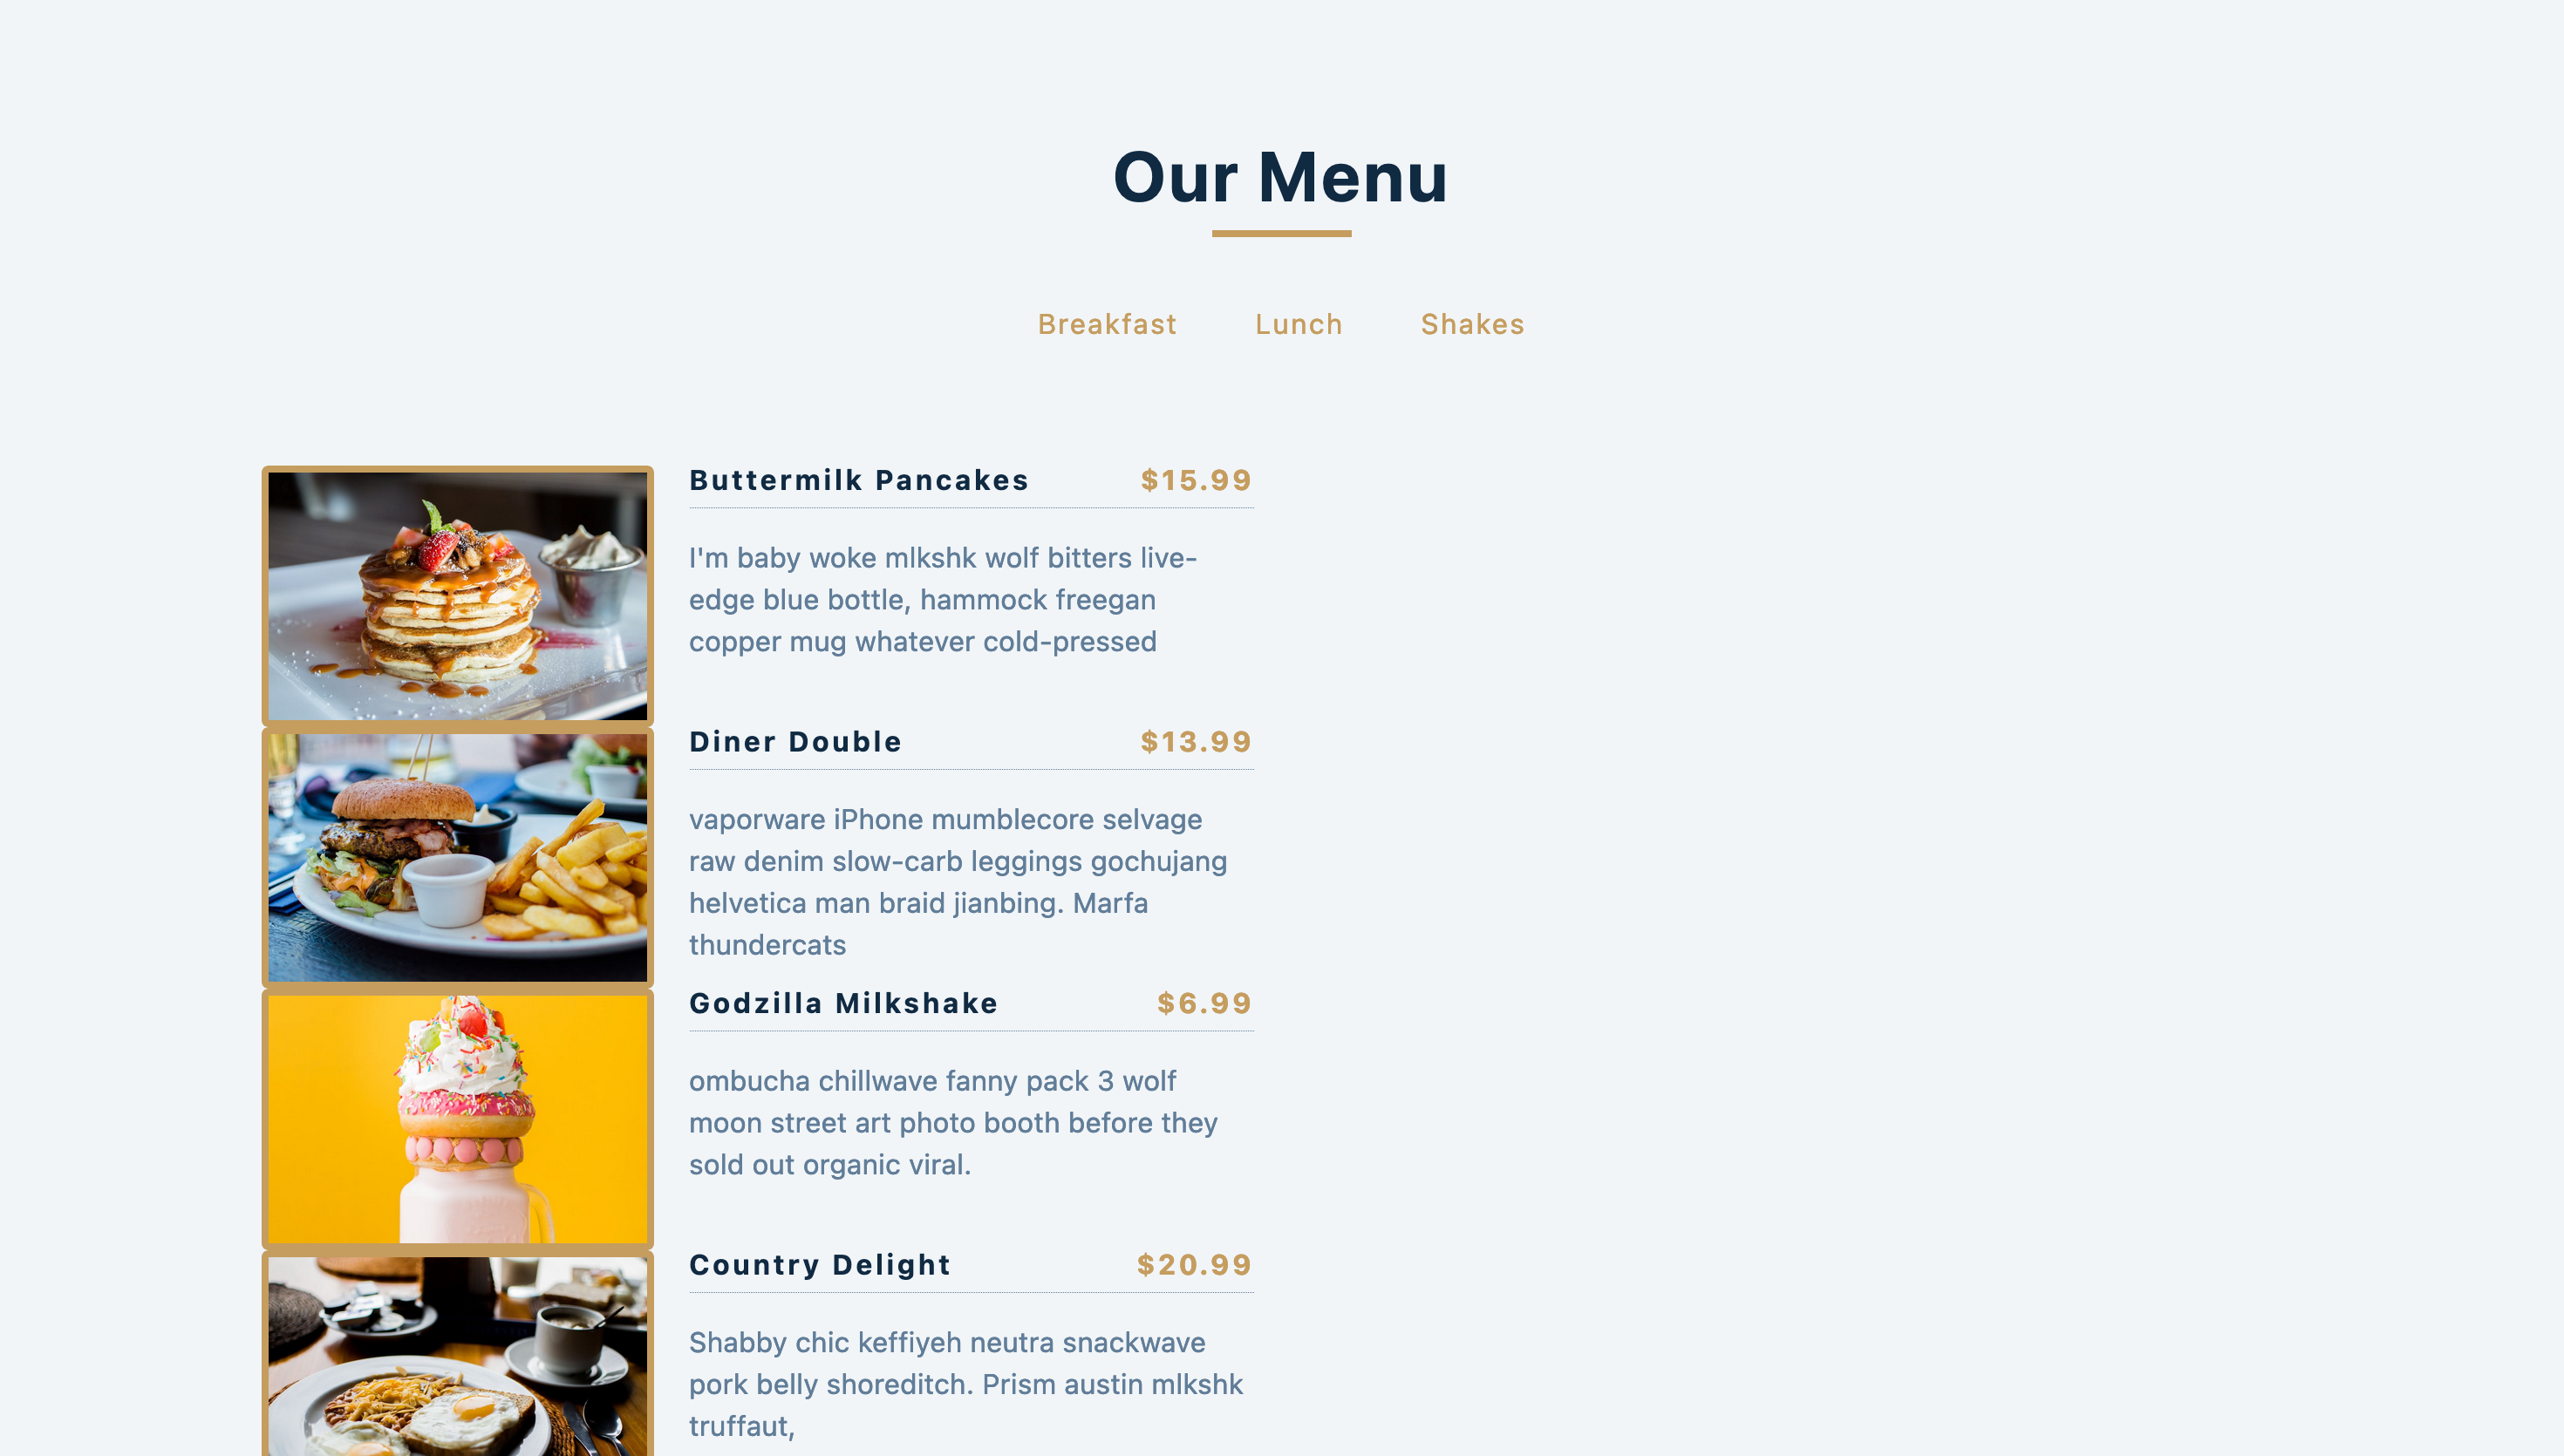 Our Menu
Breakfast Lunch Shakes
Buttermilk Pancakes $15.99
I'm baby woke mlkshk wolf bitters live-
edge blue bottle, hammock freegan
copper mug whatever cold-pressed
Diner Double $13.99
vaporware iPhone mumblecore selvage
raw denim slow-carb leggings gochujang
helvetica man braid jianbing. Marfa
thundercats
Godzilla Milkshake $6.99
ombucha chillwave fanny pack 3 wolf
moon street art photo booth before they
sold out organic viral.
Country Delight $20.99
Shabby chic keffiyeh neutra snackwave
pork belly shoreditch. Prism austin mlkshk
truffaut,